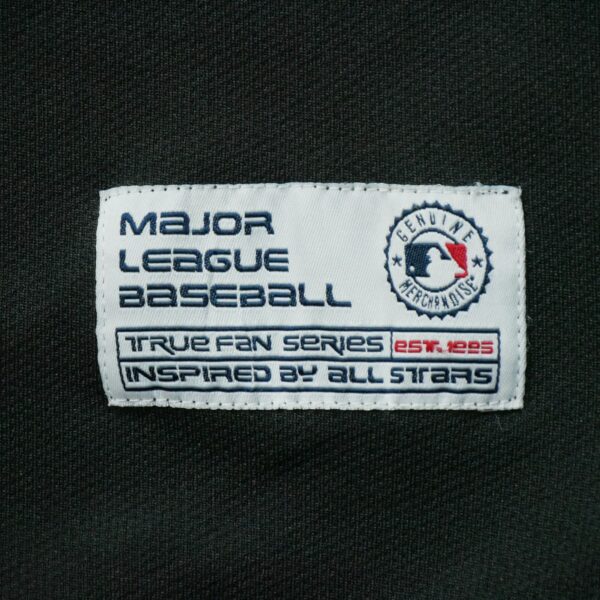 Major
League
Baseball
GENUINE
MERCHANDISE
True Fan Series
Inspired By All Stars